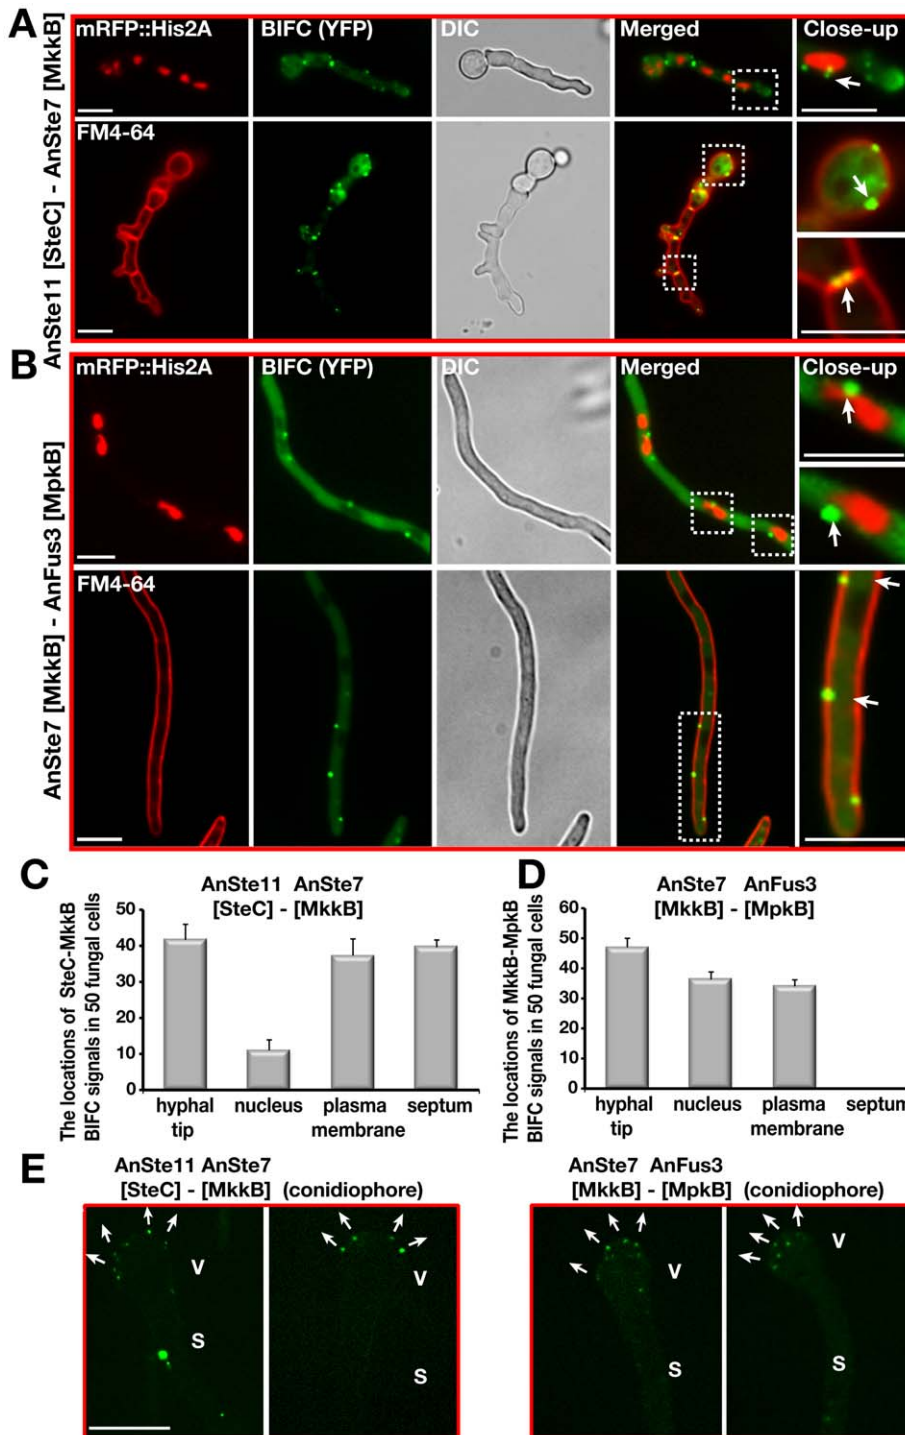 A
AnSte11 [SteC] - AnSte7 [MkkB]
mRFP::His2A
BIFC (YFP)
DIC
Merged
Close-up
FM4-64
B
AnSte7 [MkkB] - AnFus3 [MpkB]
mRFP::His2A
BIFC (YFP)
DIC
Merged
Close-up
FM4-64
C
AnSte11 AnSte7
[SteC] - [MkkB]
The locations of SteC-MkkB
BIFC signals in 50 fungal cells
50
40
30
20
10
0
hyphal
tip
nucleus
plasma
membrane
septum
D
AnSte7 AnFus3
[MkkB] - [MpkB]
The locations of MkkB-MpkB
BIFC signals in 50 fungal cells
60
50
40
30
20
10
0
hyphal
tip
nucleus
plasma
membrane
septum
E
AnSte11 AnSte7
[SteC] - [MkkB] (conidiophore)
V
S
V
S
AnSte7 AnFus3
[MkkB] - [MpkB] (conidiophore)
V
S
V
S